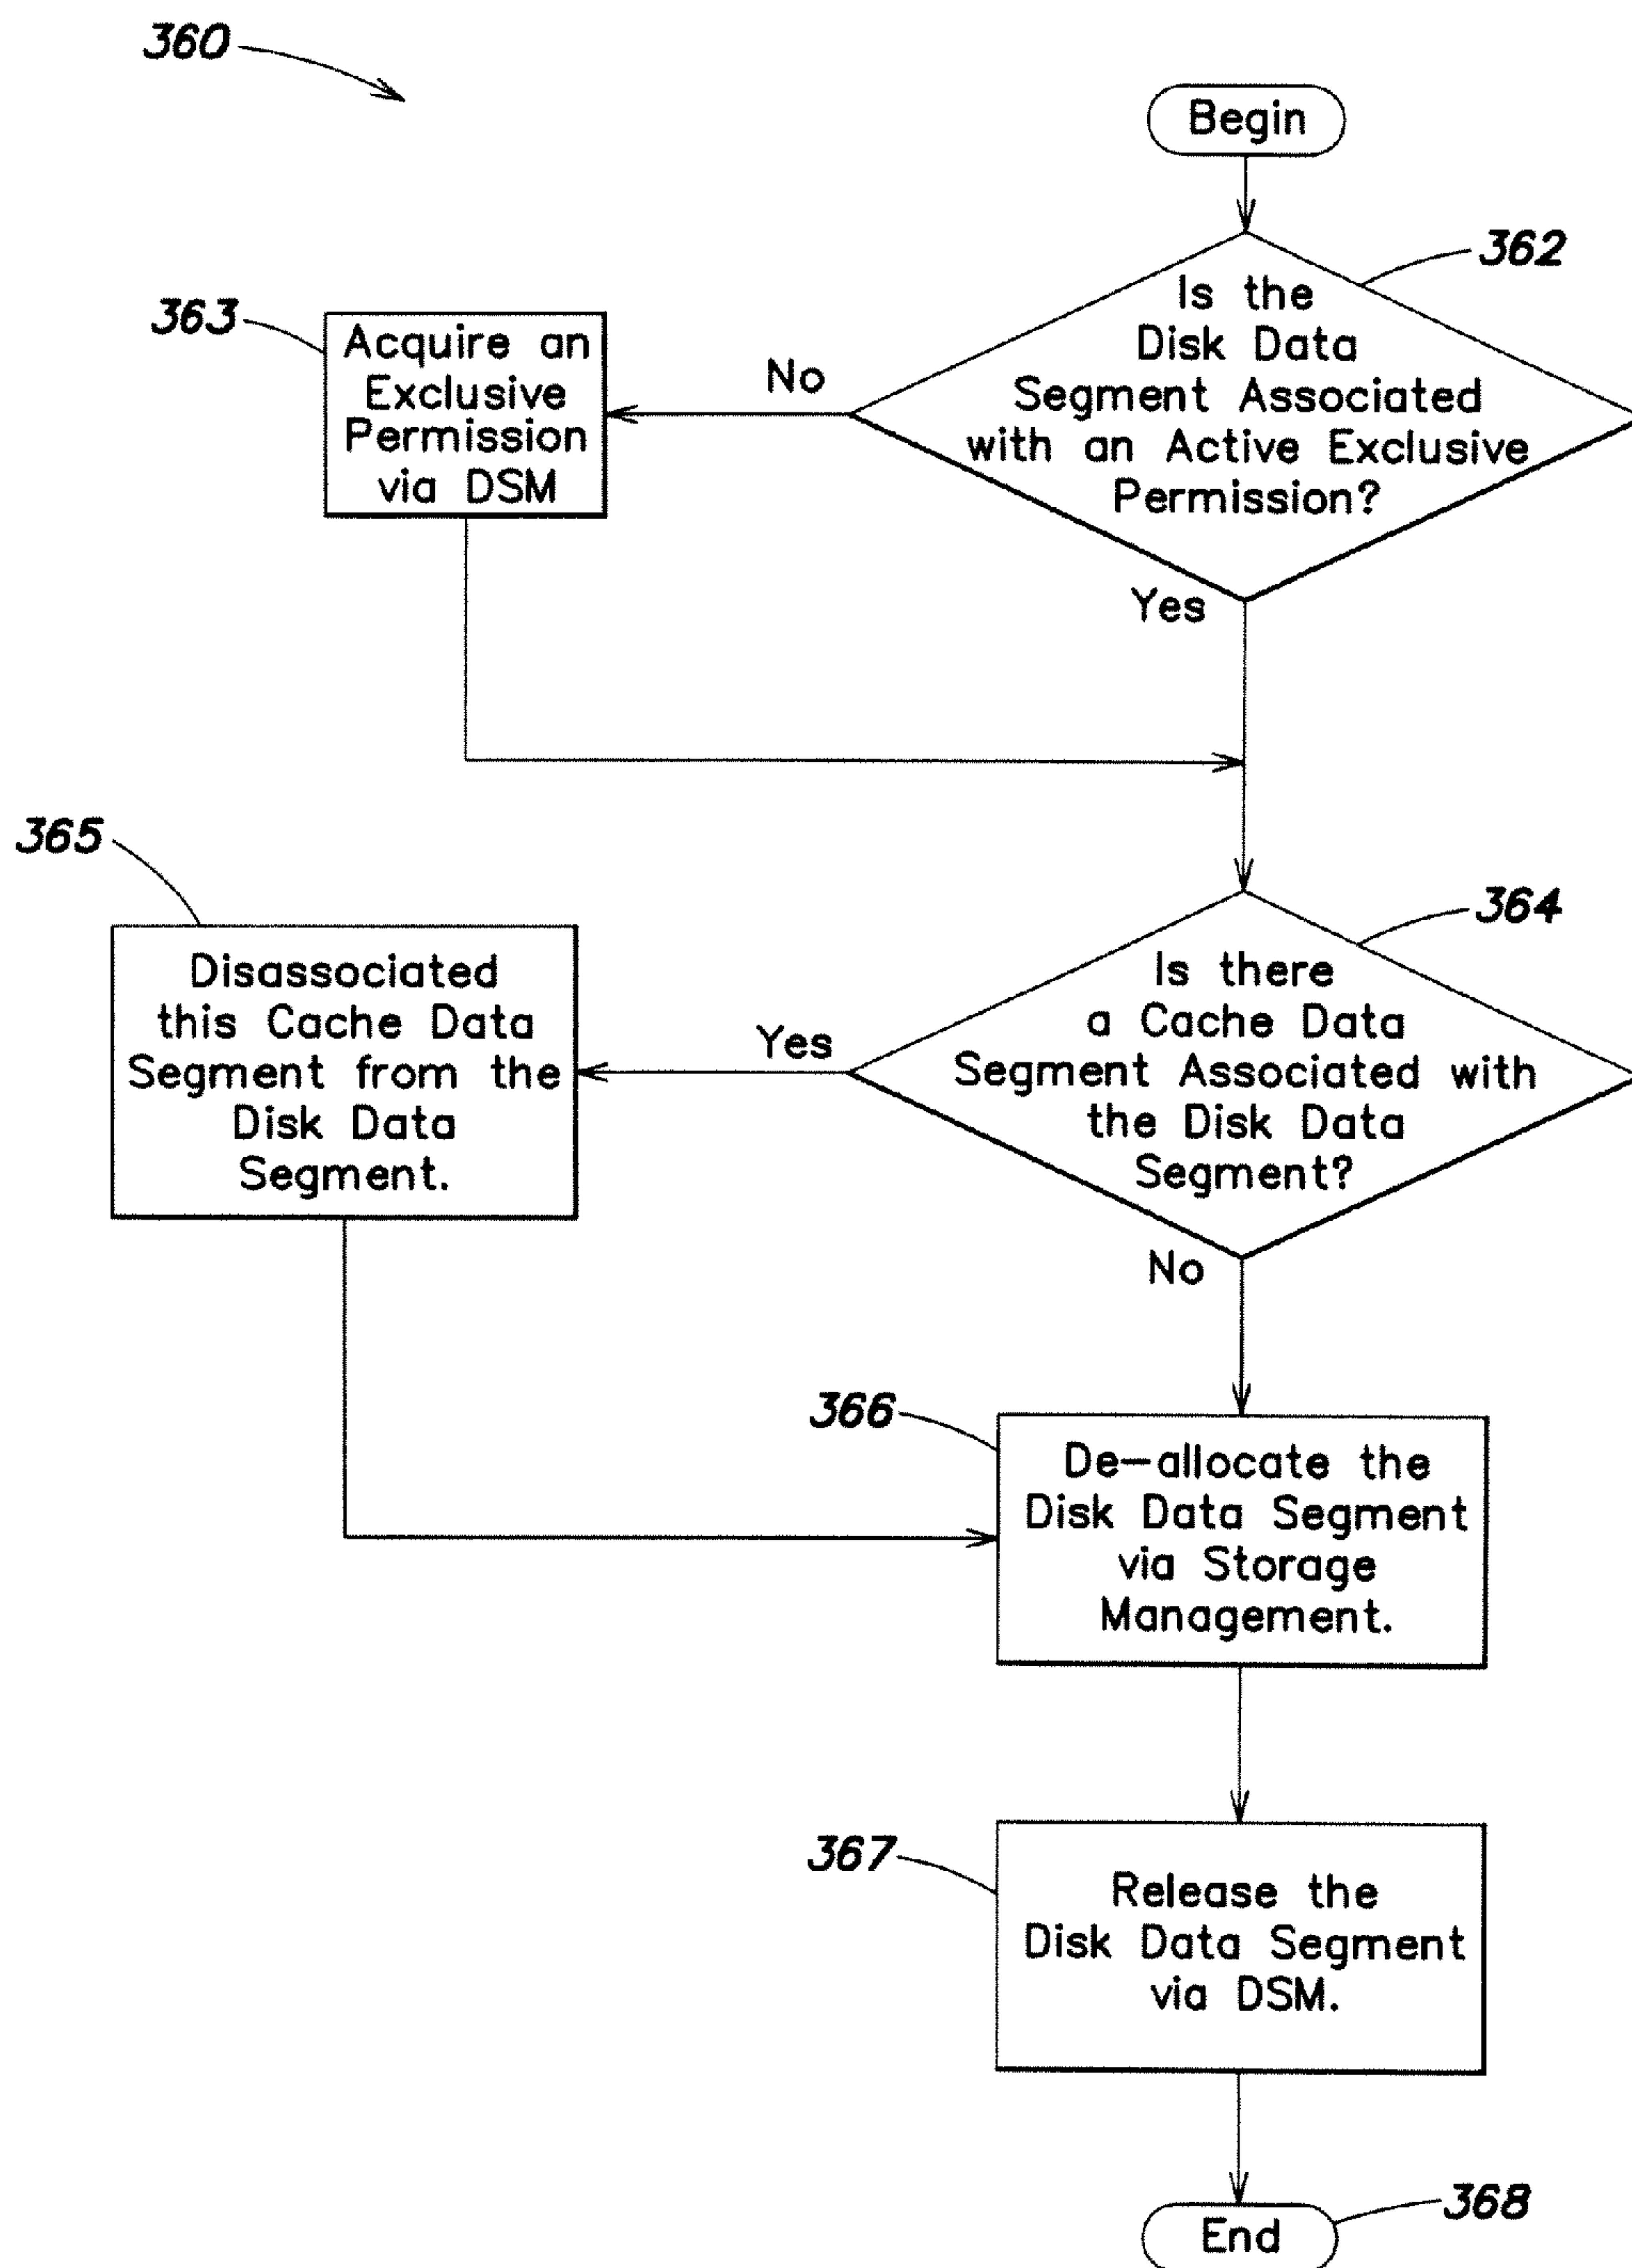 360
Begin
362
Is the
Disk Data
Segment Associated
with an Active Exclusive
Permission?
No
363
Acquire an
Exclusive
Permission
via DSM
Yes
364
Is there
a Cache Data
Segment Associated with
the Disk Data
Segment?
Yes
365
Disassociated
this Cache Data
Segment from the
Disk Data
Segment.
No
366
De-allocate the
Disk Data Segment
via Storage
Management.
367
Release the
Disk Data Segment
via DSM.
368
End